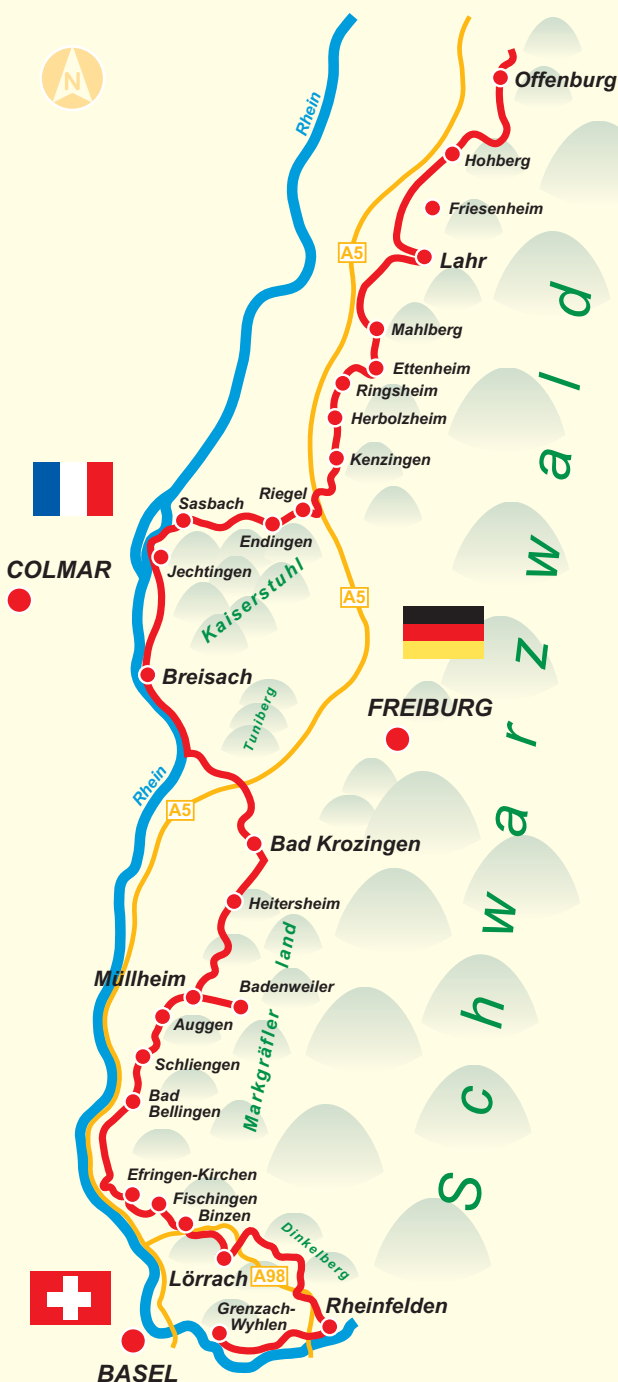 N
Rhein
Offenburg
Hohberg
Friesenheim
A5
Lahr
Mahlberg
Ettenheim
Ringsheim
Herbolzheim
Kenzingen
Riegel
Sasbach
Endingen
Jechtingen
COLMAR
Kaiserstuhl
A5
Breisach
Tuniberg
FREIBURG
Rhein
A5
Bad Krozingen
Heitersheim
Markgräfler
land
Müllheim
Badenweiler
Auggen
Schliengen
Bad
Bellingen
Schwarzwald
Efringen-Kirchen
Fischingen
Binzen
Dinkelberg
Lörrach
A98
Grenzach-
Wyhlen
Rheinfelden
BASEL